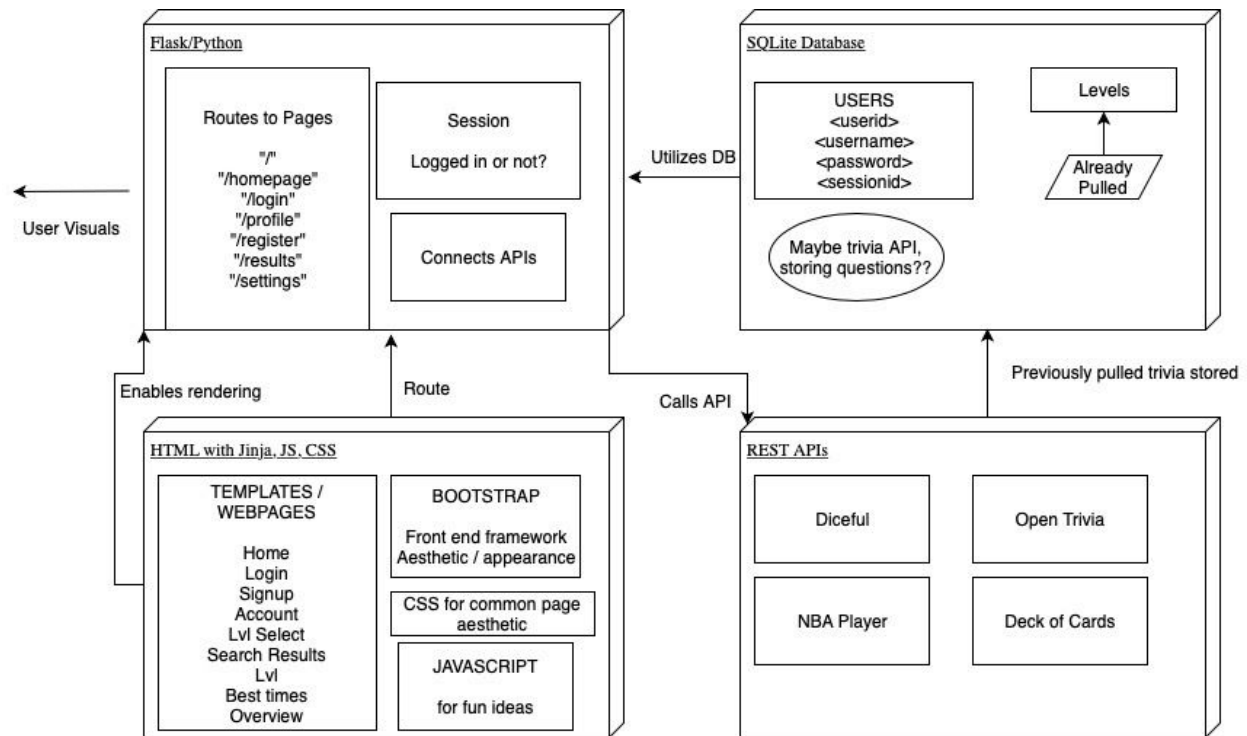 Flask/Python
Routes to Pages
"/"
"/homepage"
"/login"
"/profile"
"/register"
"/results"
"/settings"
Session
Logged in or not?
Connects APIs
User Visuals
Utilizes DB
SQLite Database
USERS
<userid>
<username>
<password>
<sessionid>
Levels
Already
Pulled
Maybe trivia API,
storing questions??
Enables rendering
Route
Calls API
Previously pulled trivia stored
HTML with Jinja, JS, CSS
TEMPLATES /
WEBPAGES
Home
Login
Signup
Account
Lvl Select
Search Results
Lvl
Best times
Overview
BOOTSTRAP
Front end framework
Aesthetic / appearance
CSS for common page
aesthetic
JAVASCRIPT
for fun ideas
REST APIs
Diceful
Open Trivia
NBA Player
Deck of Cards